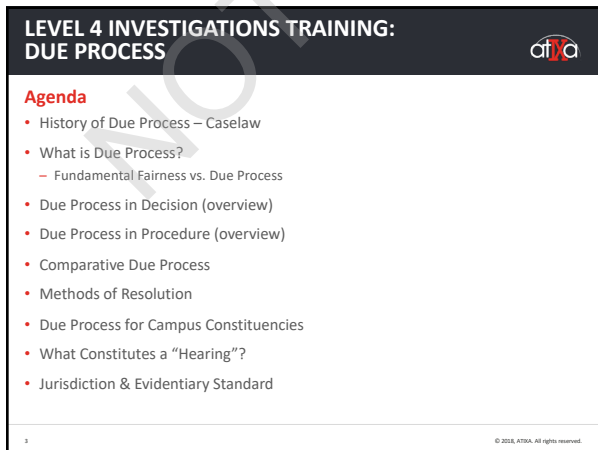 LEVEL 4 INVESTIGATIONS TRAINING:
DUE PROCESS
atIXa
Agenda
• History of Due Process – Caselaw
• What is Due Process?
– Fundamental Fairness vs. Due Process
• Due Process in Decision (overview)
• Due Process in Procedure (overview)
• Comparative Due Process
• Methods of Resolution
• Due Process for Campus Constituencies
• What Constitutes a “Hearing”?
• Jurisdiction & Evidentiary Standard
3
© 2018, ATIXA. All rights reserved.